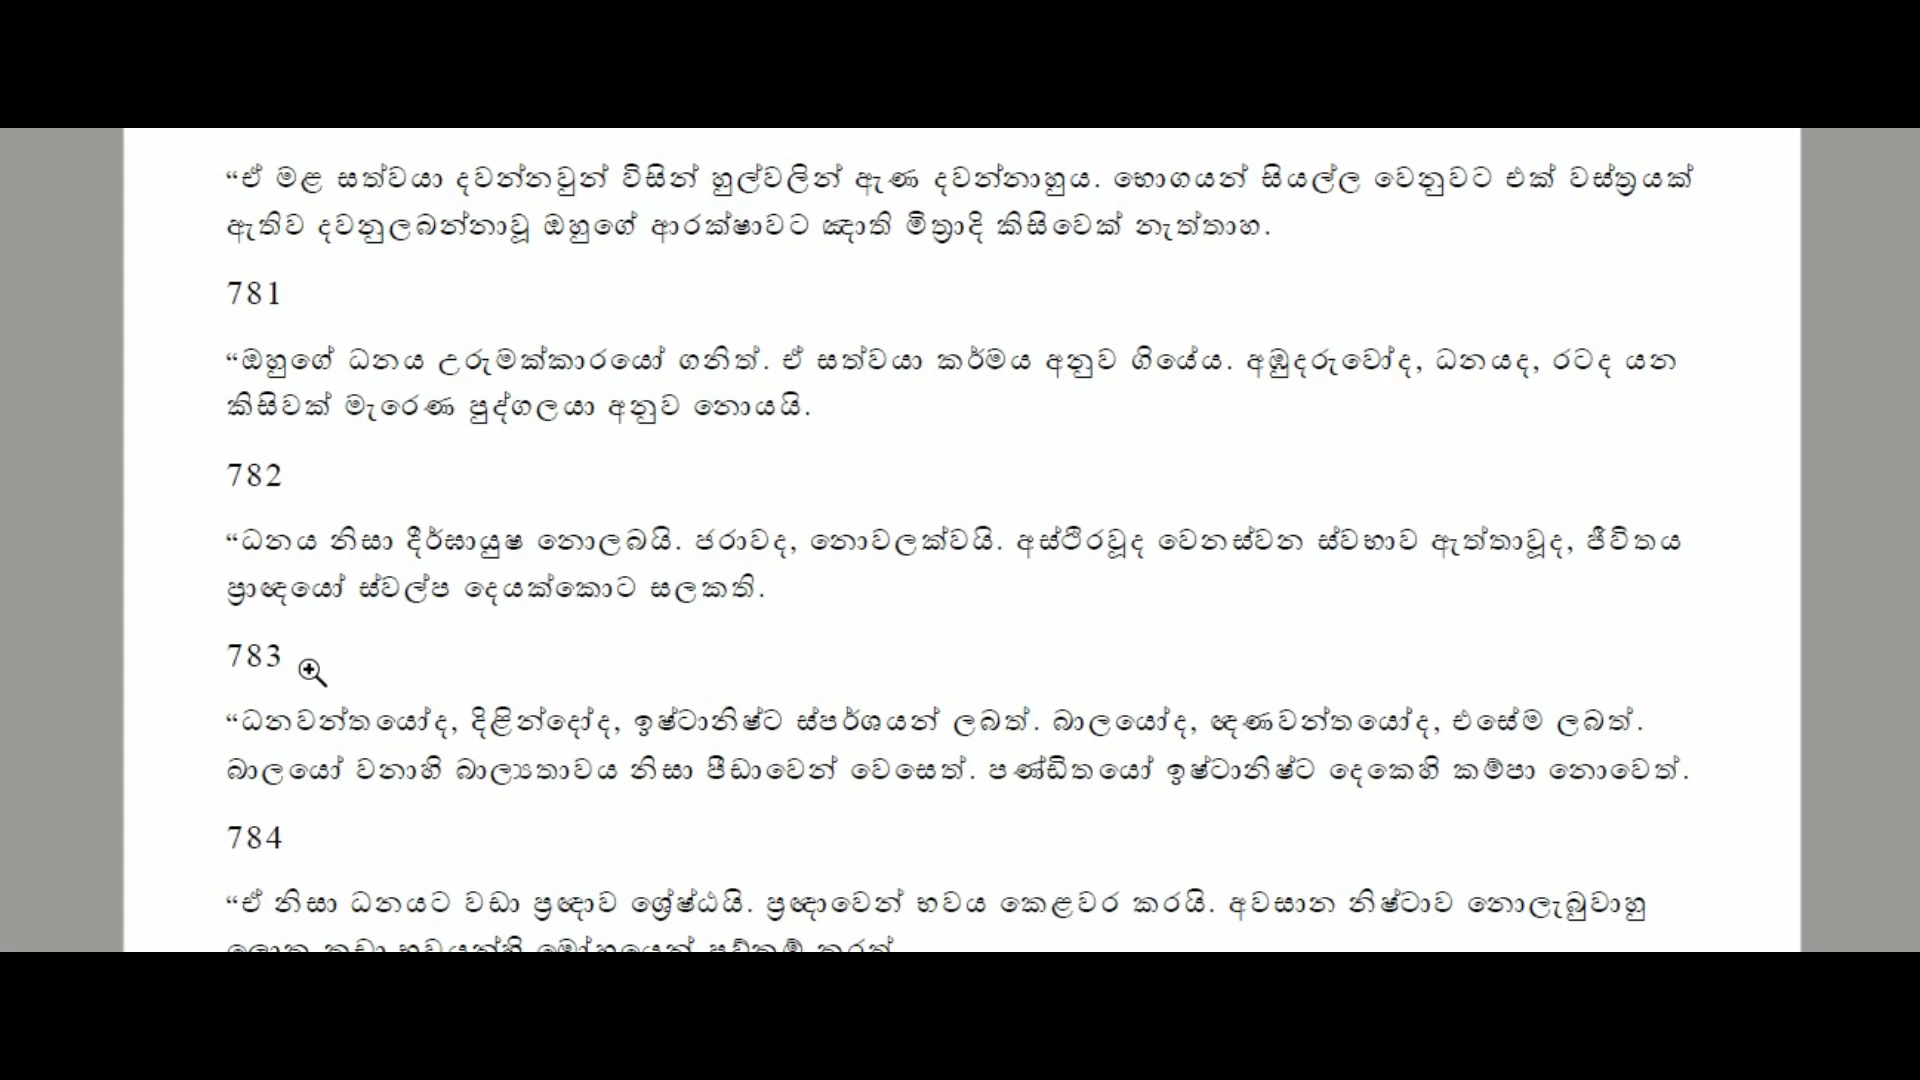 “ඒ මළ සත්වයා දවන්නවුන් විසින් හුල්වලින් ඇණ දවන්නාහුය. භොගයන් සියල්ල වෙනුවට එක් වස්ත්‍රයක්
ඇතිව දවනුලබන්නාවූ ඔහුගේ ආරක්ෂාවට ඤාති මිත්‍රාදි කිසිවෙක් නැත්තාහ.
781
“ඔහුගේ ධනය උරුමක්කාරයෝ ගනිත්. ඒ සත්වයා කර්මය අනුව ගියේය. අඹුදරුවෝද, ධනයද, රටද යන
කිසිවක් මැරෙණ පුද්ගලයා අනුව නොයයි.
782
“ධනය නිසා දීර්ඝායුෂ නොලබයි. ජරාවද, නොවලක්වයි. අස්ථිරවූද වෙනස්වන ස්වභාව ඇත්තාවූද, ජීවිතය
ප්‍රාඥයෝ ස්වල්ප දෙයක්කොට සලකති.
783
“ධනවන්තයෝද, දිළින්දෝද, ඉෂ්ටානිෂ්ට ස්පර්ශයන් ලබත්. බාලයෝද, ඥණවන්තයෝද, එසේම ලබත්.
බාලයෝ වනාහි බාල්‍යතාවය නිසා පීඩාවෙන් වෙසෙත්. පණ්ඩිතයෝ ඉෂ්ටානිෂ්ට දෙකෙහි කම්පා නොවෙත්.
784
“ඒ නිසා ධනයට වඩා ප්‍රඥාව ශ්‍රේෂ්ඨයි. ප්‍රඥාවෙන් භවය කෙළවර කරයි. අවසාන නිෂ්ටාව නොලැබුවාහු